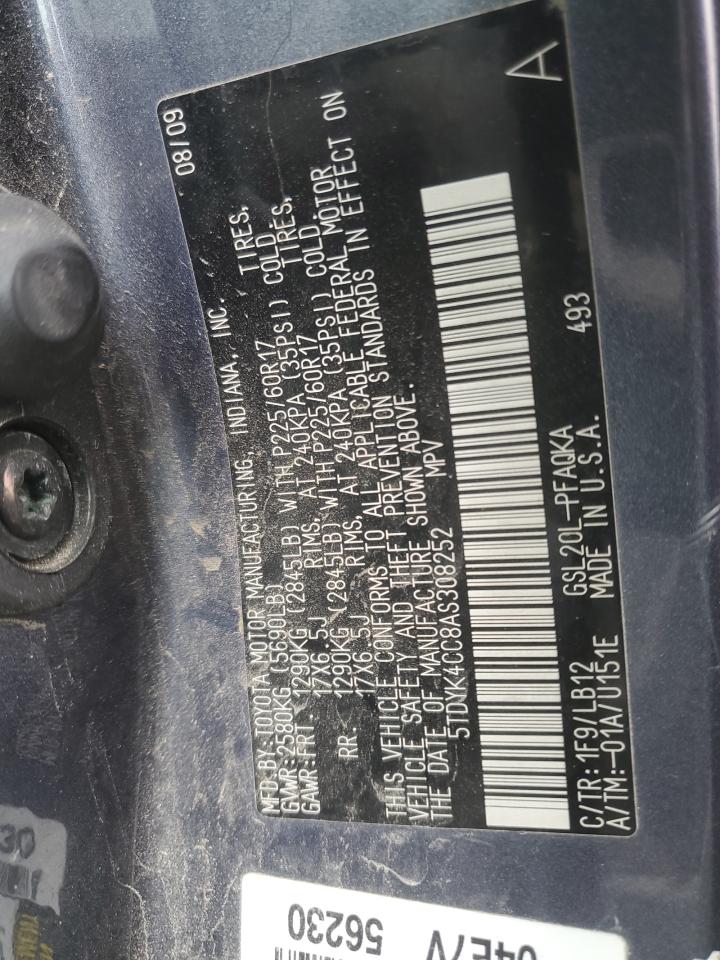 MFD.BY:TOYOTA MOTOR MANUFACTURING, INDIANA, INC. 08/09
GVWR:2580KG (5690LB)
GAWR:FRT. 1290KG (2845LB) WITH P225/60R17 TIRES,
17X6.5J RIMS, AT 240KPA (35PSI) COLD.
RR. 1290KG (2845LB) WITH P225/60R17 TIRES,
17X6.5J RIMS, AT 240KPA (35PSI) COLD.
THIS VEHICLE CONFORMS TO ALL APPLICABLE FEDERAL MOTOR
VEHICLE SAFETY AND THEFT PREVENTION STANDARDS IN EFFECT ON
THE DATE OF MANUFACTURE SHOWN ABOVE.
5TDYK4CC8AS308252 MPV
C/TR:1F9/LB12 GSL20L-PFAQKA 493
A/TM:-01A/U151E MADE IN U.S.A.
A
56230
04E7V
30